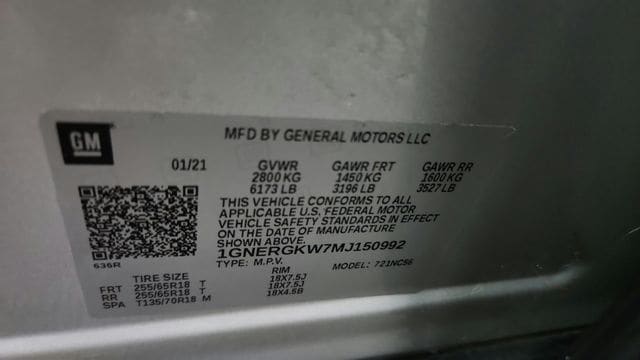 GM
MFD BY GENERAL MOTORS LLC
01/21 GVWR GAWR FRT GAWR RR
2800 KG 1450 KG 1600 KG
6173 LB 3196 LB 3527 LB
THIS VEHICLE CONFORMS TO ALL
APPLICABLE U.S. FEDERAL MOTOR
VEHICLE SAFETY STANDARDS IN EFFECT
ON THE DATE OF MANUFACTURE
SHOWN ABOVE.
1GNERGKW7MJ150992
636R
TYPE: M.P.V. MODEL: 721NC56
TIRE SIZE RIM
FRT 255/65R18 T 18X7.5J
RR 255/65R18 T 18X7.5J
SPA T135/70R18 M 18X4.5B